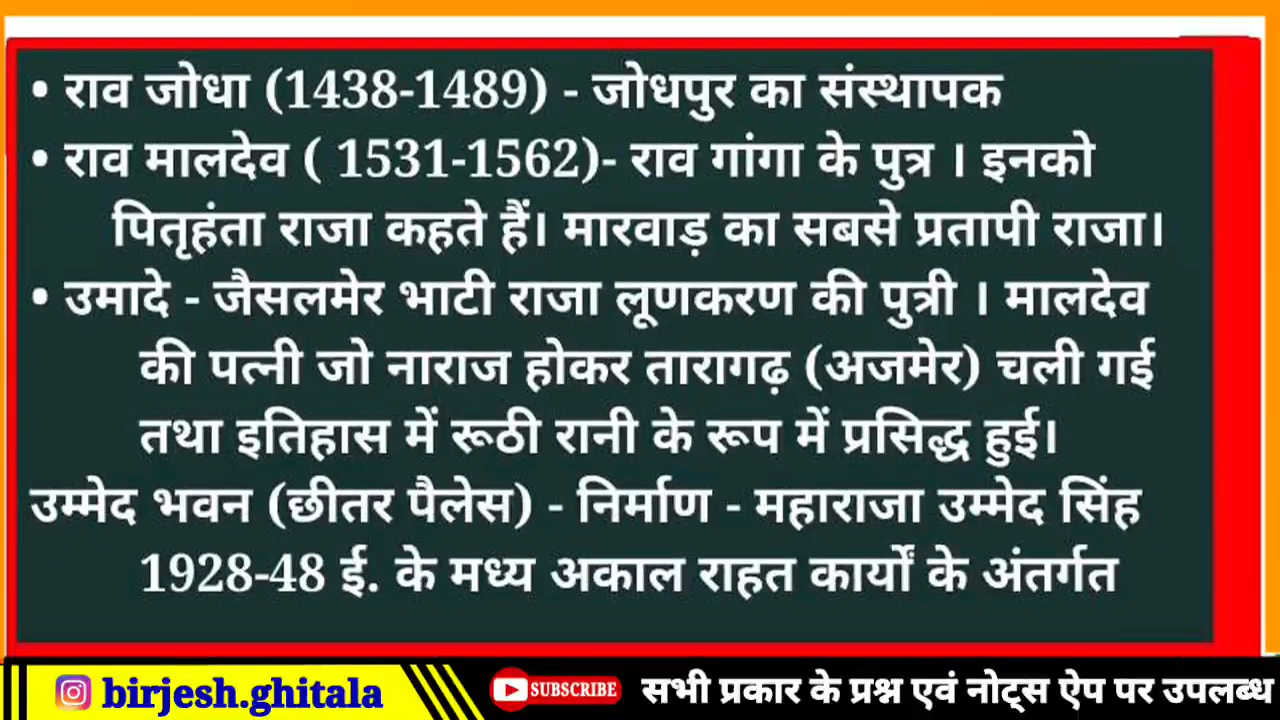 • राव जोधा (1438-1489) - जोधपुर का संस्थापक
• राव मालदेव ( 1531-1562)- राव गांगा के पुत्र । इनको
पितृहंता राजा कहते हैं। मारवाड़ का सबसे प्रतापी राजा।
• उमादे - जैसलमेर भाटी राजा लूणकरण की पुत्री । मालदेव
की पत्नी जो नाराज होकर तारागढ़ (अजमेर) चली गई
तथा इतिहास में रूठी रानी के रूप में प्रसिद्ध हुई।
उम्मेद भवन (छीतर पैलेस) - निर्माण - महाराजा उम्मेद सिंह
1928-48 ई. के मध्य अकाल राहत कार्यों के अंतर्गत
birjesh.ghitala SUBSCRIBE सभी प्रकार के प्रश्न एवं नोट्स ऐप पर उपलब्ध